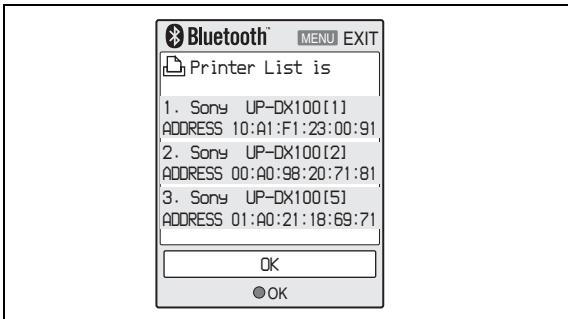 Bluetooth™ MENU EXIT
Printer List is
1. Sony UP-DX100[1]
ADDRESS 10:A1:F1:23:00:91
2. Sony UP-DX100[2]
ADDRESS 00:A0:98:20:71:81
3. Sony UP-DX100[5]
ADDRESS 01:A0:21:18:69:71
OK
OK